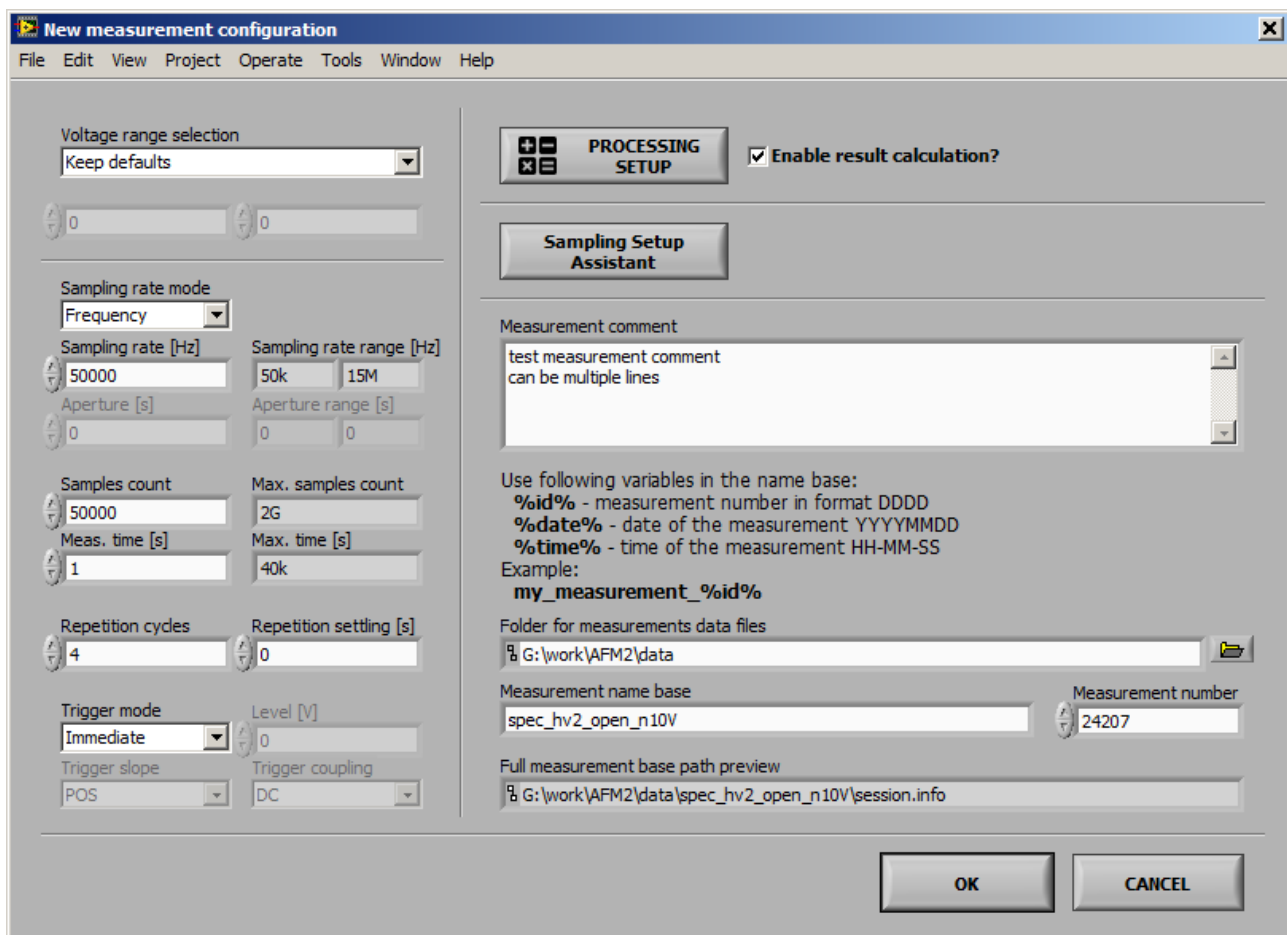 New measurement configuration
File Edit View Project Operate Tools Window Help
Voltage range selection
Keep defaults
0 0
Sampling rate mode
Frequency
Sampling rate [Hz] Sampling rate range [Hz]
50000 50k 15M
Aperture [s] Aperture range [s]
0 0 0
Samples count Max. samples count
50000 2G
Meas. time [s] Max. time [s]
1 40k
Repetition cycles Repetition settling [s]
4 0
Trigger mode Level [V]
Immediate 0
Trigger slope Trigger coupling
POS DC
PROCESSING
SETUP
Enable result calculation?
Sampling Setup
Assistant
Measurement comment
test measurement comment
can be multiple lines
Use following variables in the name base:
%id% - measurement number in format DDDD
%date% - date of the measurement YYYYMMDD
%time% - time of the measurement HH-MM-SS
Example:
my_measurement_%id%
Folder for measurements data files
G:\work\AFM2\data
Measurement name base Measurement number
spec_hv2_open_n10V 24207
Full measurement base path preview
G:\work\AFM2\data\spec_hv2_open_n10V\session.info
OK CANCEL